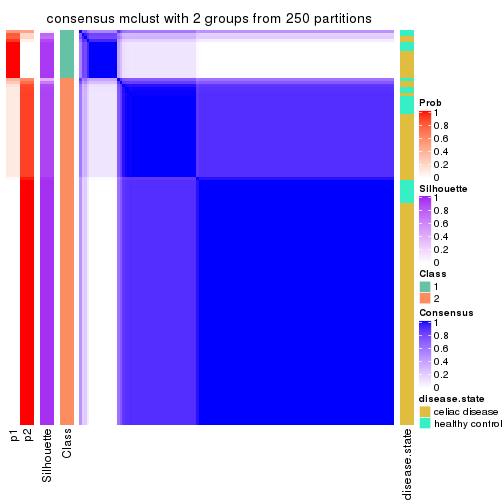 consensus mclust with 2 groups from 250 partitions
Prob
1
0.8
0.6
0.4
0.2
0
Silhouette
1
0.8
0.6
0.4
0.2
0
Class
1
2
Consensus
1
0.8
0.6
0.4
0.2
0
disease.state
celiac disease
healthy control
p1
p2
Silhouette
Class
disease.state